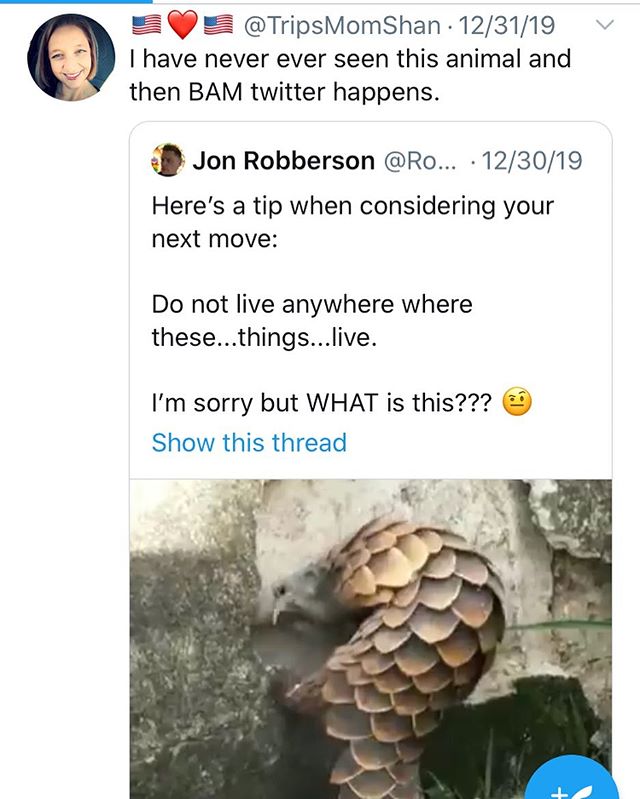 🇺🇸❤️🇺🇸 @TripsMomShan · 12/31/19
I have never ever seen this animal and
then BAM twitter happens.
Jon Robberson @Ro... · 12/30/19
Here's a tip when considering your
next move:
Do not live anywhere where
these...things...live.
I'm sorry but WHAT is this??? 🤨
Show this thread